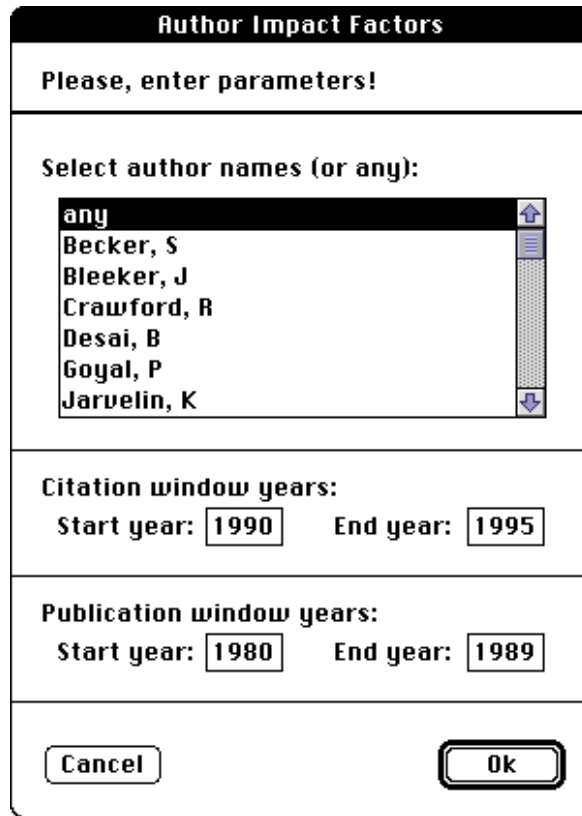 Author Impact Factors
Please, enter parameters!
Select author names (or any):
any
Becker, S
Bleeker, J
Crawford, R
Desai, B
Goyal, P
Jarvelin, K
Citation window years:
Start year: 1990 End year: 1995
Publication window years:
Start year: 1980 End year: 1989
Cancel Ok